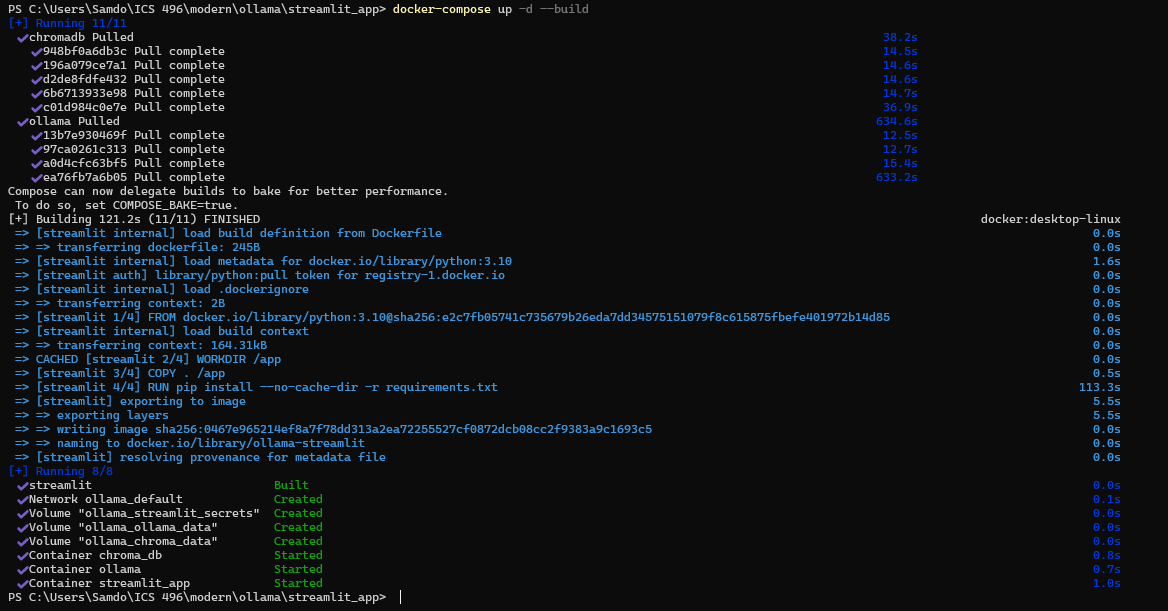 PS C:\Users\Samdo\ICS 496\modern\ollama\streamlit_app> docker-compose up -d --build
[+] Running 11/11
✔chromadb Pulled 38.2s
✔948bf0a6db3c Pull complete 14.5s
✔196a079ce7a1 Pull complete 14.6s
✔d2de8fdfe432 Pull complete 14.6s
✔6b6713933e98 Pull complete 14.7s
✔c01d984c0e7e Pull complete 36.9s
✔ollama Pulled 634.6s
✔13b7e930469f Pull complete 12.5s
✔97ca0261c313 Pull complete 12.7s
✔a0d4cfc63bf5 Pull complete 15.4s
✔ea76fb7a6b05 Pull complete 633.2s
Compose can now delegate builds to bake for better performance.
To do so, set COMPOSE_BAKE=true.
[+] Building 121.2s (11/11) FINISHED docker:desktop-linux
=> [streamlit internal] load build definition from Dockerfile 0.0s
=> => transferring dockerfile: 245B 0.0s
=> [streamlit internal] load metadata for docker.io/library/python:3.10 1.6s
=> [streamlit auth] library/python:pull token for registry-1.docker.io 0.0s
=> [streamlit internal] load .dockerignore 0.0s
=> => transferring context: 2B 0.0s
=> [streamlit 1/4] FROM docker.io/library/python:3.10@sha256:e2c7fb05741c735679b26eda7dd34575151079f8c615875fbefe401972b14d85 0.0s
=> [streamlit internal] load build context 0.0s
=> => transferring context: 164.31kB 0.0s
=> CACHED [streamlit 2/4] WORKDIR /app 0.0s
=> [streamlit 3/4] COPY . /app 0.5s
=> [streamlit 4/4] RUN pip install --no-cache-dir -r requirements.txt 113.3s
=> [streamlit] exporting to image 5.5s
=> => exporting layers 5.5s
=> => writing image sha256:0467e965214ef8a7f78dd313a2ea72255527cf0872dcb08cc2f9383a9c1693c5 0.0s
=> => naming to docker.io/library/ollama-streamlit 0.0s
=> [streamlit] resolving provenance for metadata file 0.0s
[+] Running 8/8
✔streamlit Built 0.0s
✔Network ollama_default Created 0.1s
✔Volume "ollama_streamlit_secrets" Created 0.0s
✔Volume "ollama_ollama_data" Created 0.0s
✔Volume "ollama_chroma_data" Created 0.0s
✔Container chroma_db Started 0.8s
✔Container ollama Started 0.7s
✔Container streamlit_app Started 1.0s
PS C:\Users\Samdo\ICS 496\modern\ollama\streamlit_app>